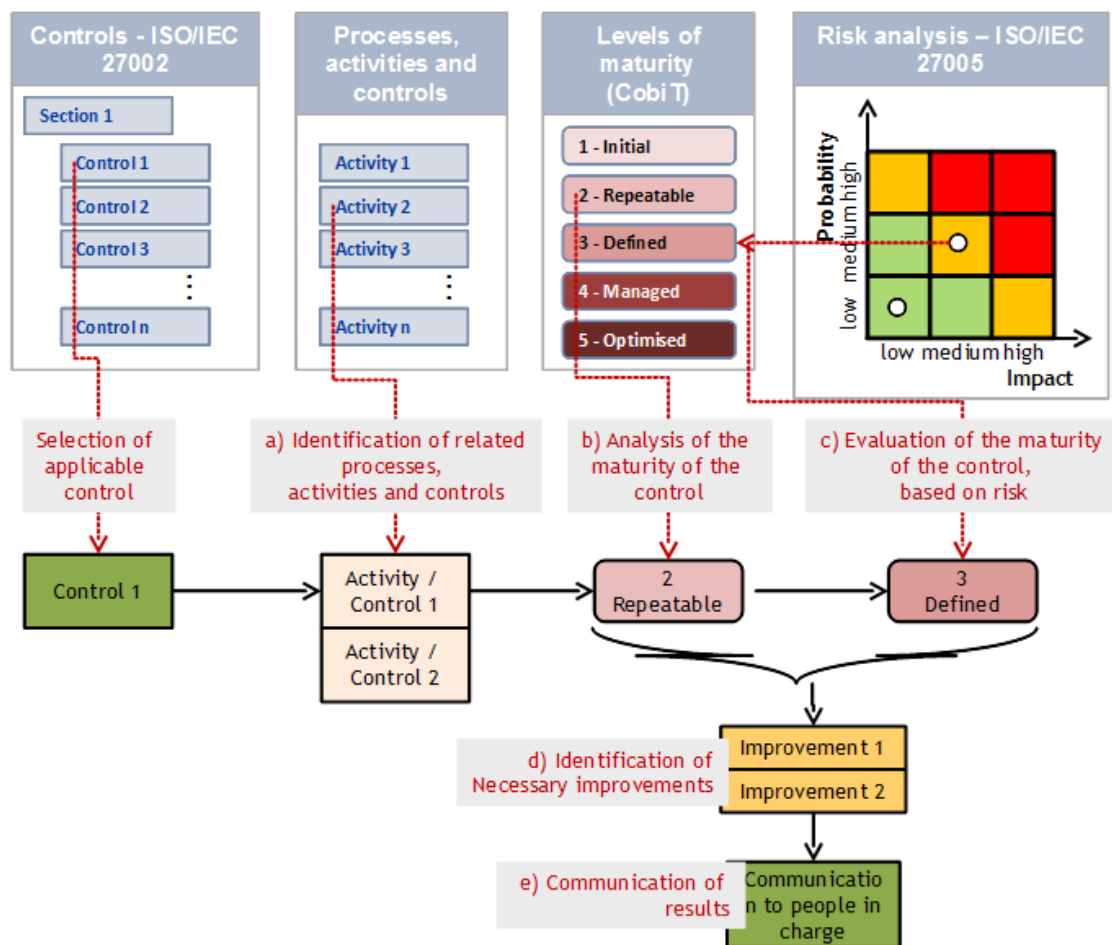 Controls - ISO/IEC
27002
Section 1
Control 1
Control 2
Control 3
⋮
Control n
Processes,
activities and
controls
Activity 1
Activity 2
Activity 3
⋮
Activity n
Levels of
maturity
(CobiT)
1 - Initial
2 - Repeatable
3 - Defined
4 - Managed
5 - Optimised
Risk analysis – ISO/IEC
27005
Probability
low medium high
low medium high
Impact
Selection of
applicable
control
a) Identification of related
processes,
activities and controls
b) Analysis of the
maturity of the
control
c) Evaluation of the maturity
of the control,
based on risk
Control 1
Activity /
Control 1
Activity /
Control 2
2
Repeatable
3
Defined
d) Identification of
Necessary improvements
Improvement 1
Improvement 2
e) Communication of
results
Communicatio
n to people in
charge